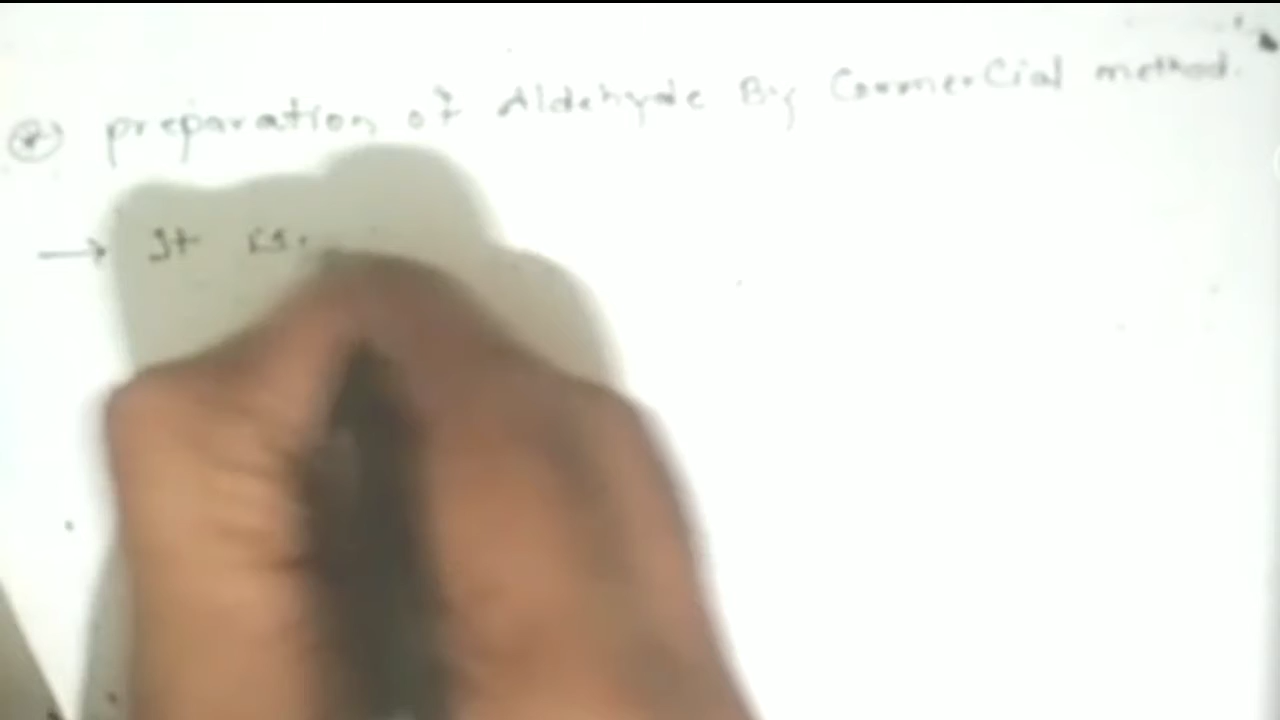 preparation of Aldehyde By Commercial method.
→ It is.